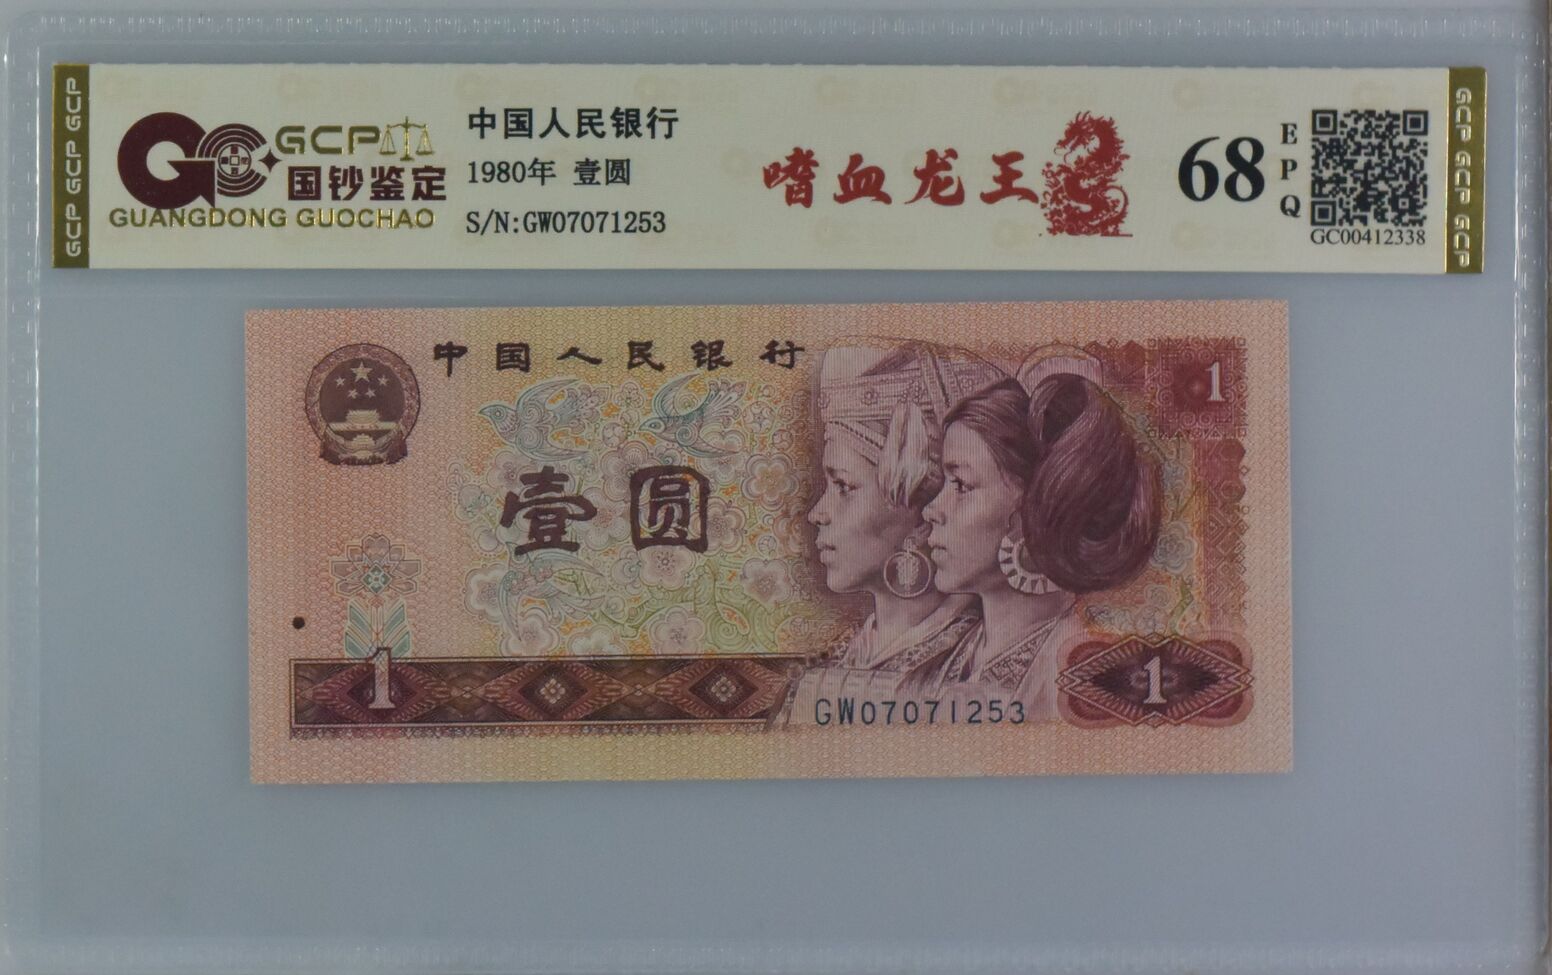 GCP GCP GCP
GCP
国钞鉴定
GUANGDONG GUOCHAO
中国人民银行
1980年 壹圆
S/N:GW07071253
嗜血龙王
68
EPQ
GC00412338
GCP GCP GCP
中国人民银行
1
壹圆
1
1
GW07071253